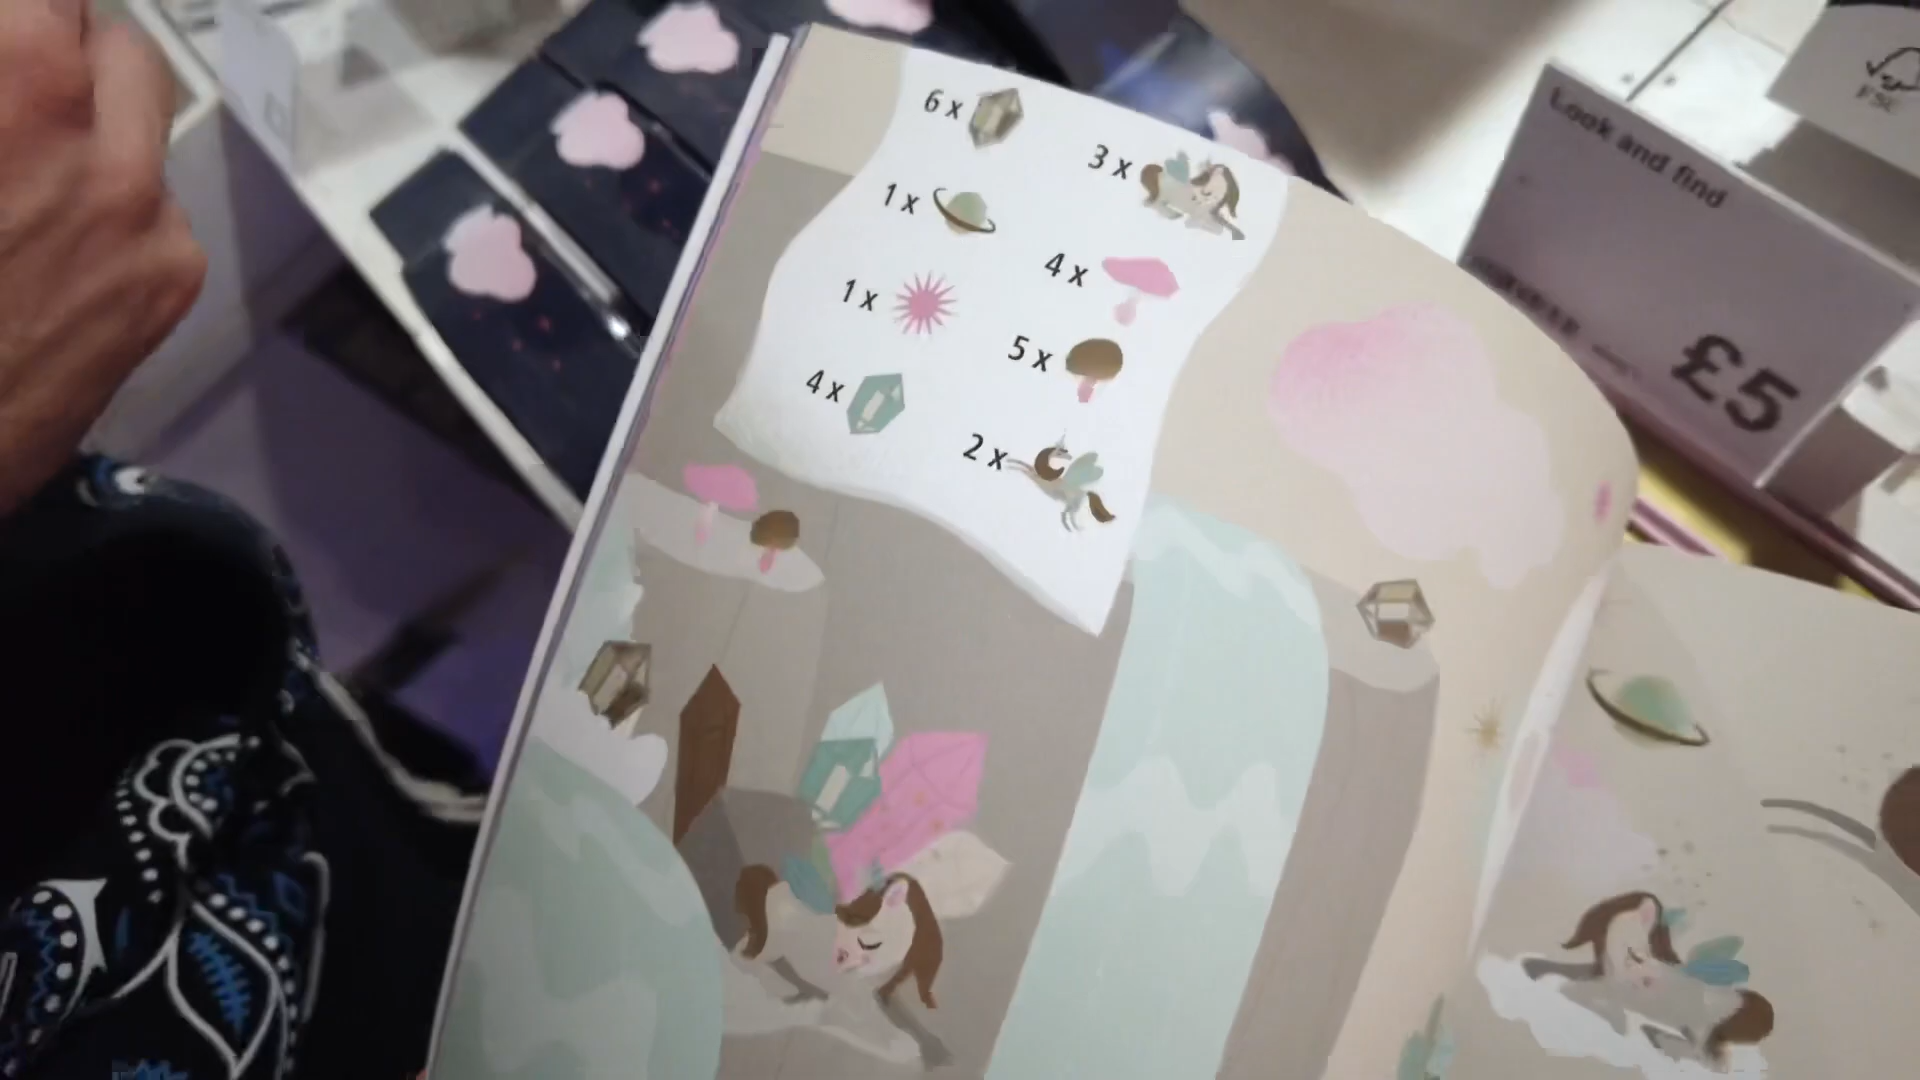 6 x
3 x
1 x
4 x
1 x
5 x
4 x
2 x
Look and find
£5
FSC